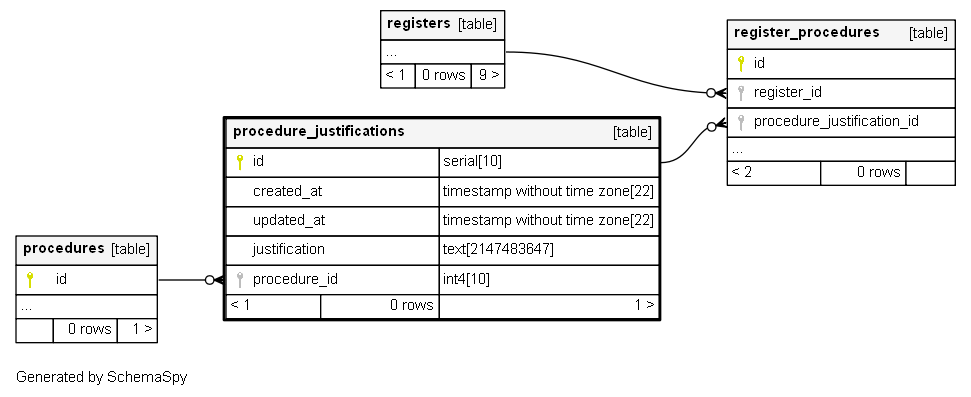 registers [table]
...
< 1 0 rows 9 >
register_procedures [table]
id
register_id
procedure_justification_id
...
< 2 0 rows
procedure_justifications [table]
id serial[10]
created_at timestamp without time zone[22]
updated_at timestamp without time zone[22]
justification text[2147483647]
procedure_id int4[10]
< 1 0 rows 1 >
procedures [table]
id
...
0 rows 1 >
Generated by SchemaSpy